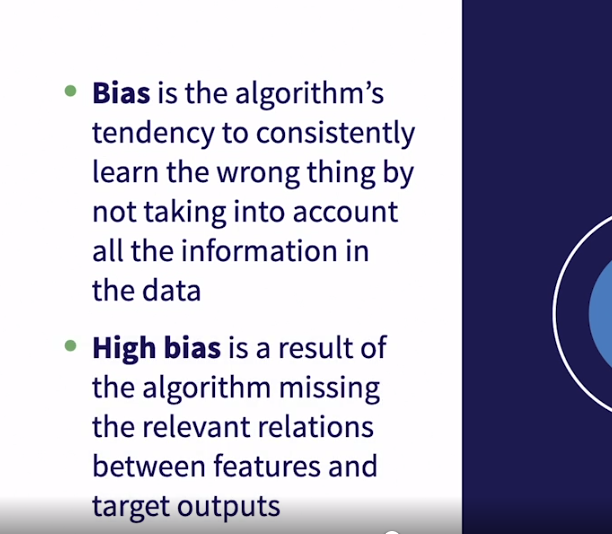 Bias is the algorithm's
tendency to consistently
learn the wrong thing by
not taking into account
all the information in
the data
High bias is a result of
the algorithm missing
the relevant relations
between features and
target outputs